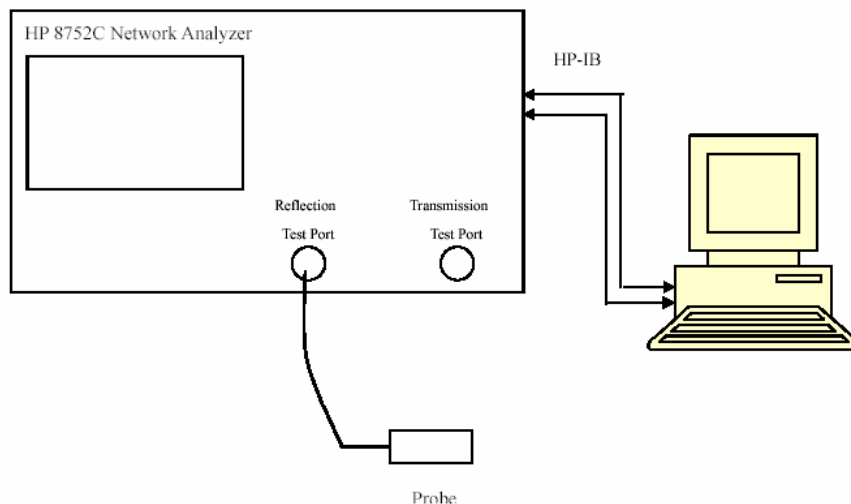 HP 8752C Network Analyzer
HP-IB
Reflection
Test Port
Transmission
Test Port
Probe